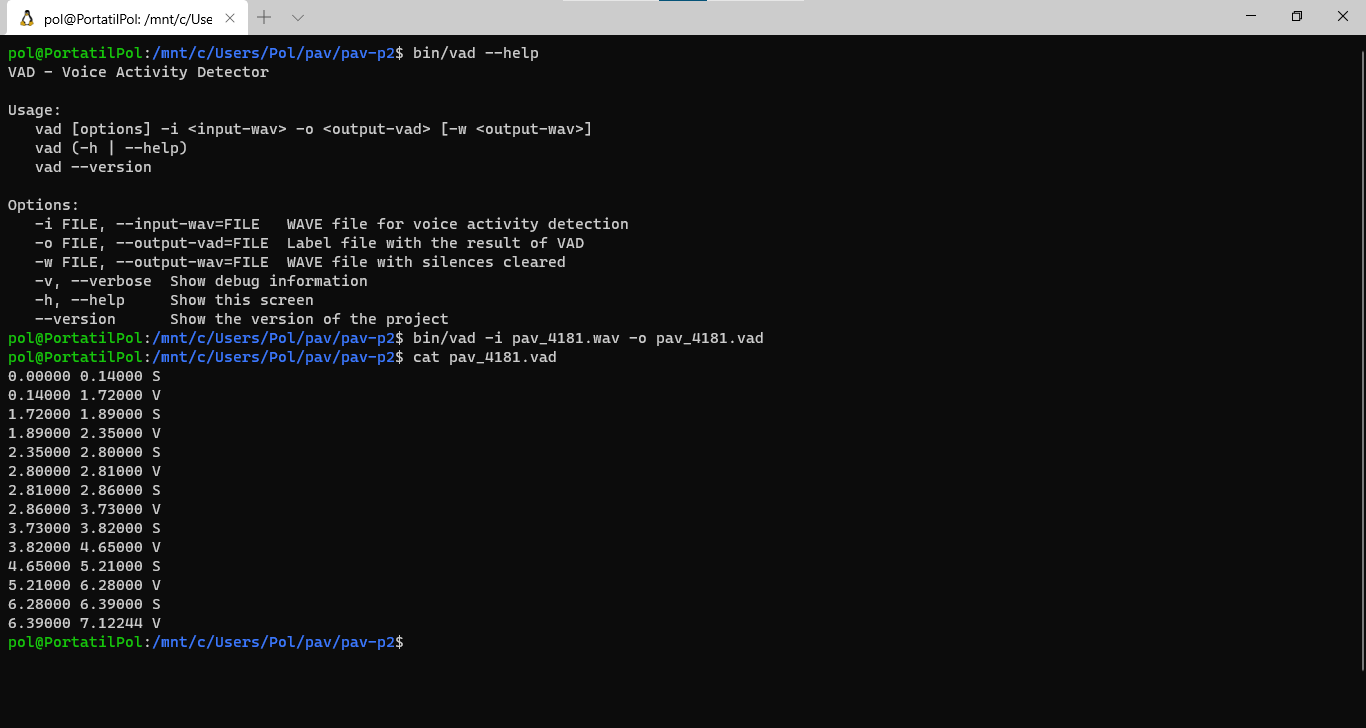 pol@PortatilPol: /mnt/c/Use
pol@PortatilPol:/mnt/c/Users/Pol/pav/pav-p2$ bin/vad --help
VAD - Voice Activity Detector
Usage:
   vad [options] -i <input-wav> -o <output-vad> [-w <output-wav>]
   vad (-h | --help)
   vad --version
Options:
   -i FILE, --input-wav=FILE   WAVE file for voice activity detection
   -o FILE, --output-vad=FILE  Label file with the result of VAD
   -w FILE, --output-wav=FILE  WAVE file with silences cleared
   -v, --verbose  Show debug information
   -h, --help     Show this screen
   --version      Show the version of the project
pol@PortatilPol:/mnt/c/Users/Pol/pav/pav-p2$ bin/vad -i pav_4181.wav -o pav_4181.vad
pol@PortatilPol:/mnt/c/Users/Pol/pav/pav-p2$ cat pav_4181.vad
0.00000 0.14000 S
0.14000 1.72000 V
1.72000 1.89000 S
1.89000 2.35000 V
2.35000 2.80000 S
2.80000 2.81000 V
2.81000 2.86000 S
2.86000 3.73000 V
3.73000 3.82000 S
3.82000 4.65000 V
4.65000 5.21000 S
5.21000 6.28000 V
6.28000 6.39000 S
6.39000 7.12244 V
pol@PortatilPol:/mnt/c/Users/Pol/pav/pav-p2$